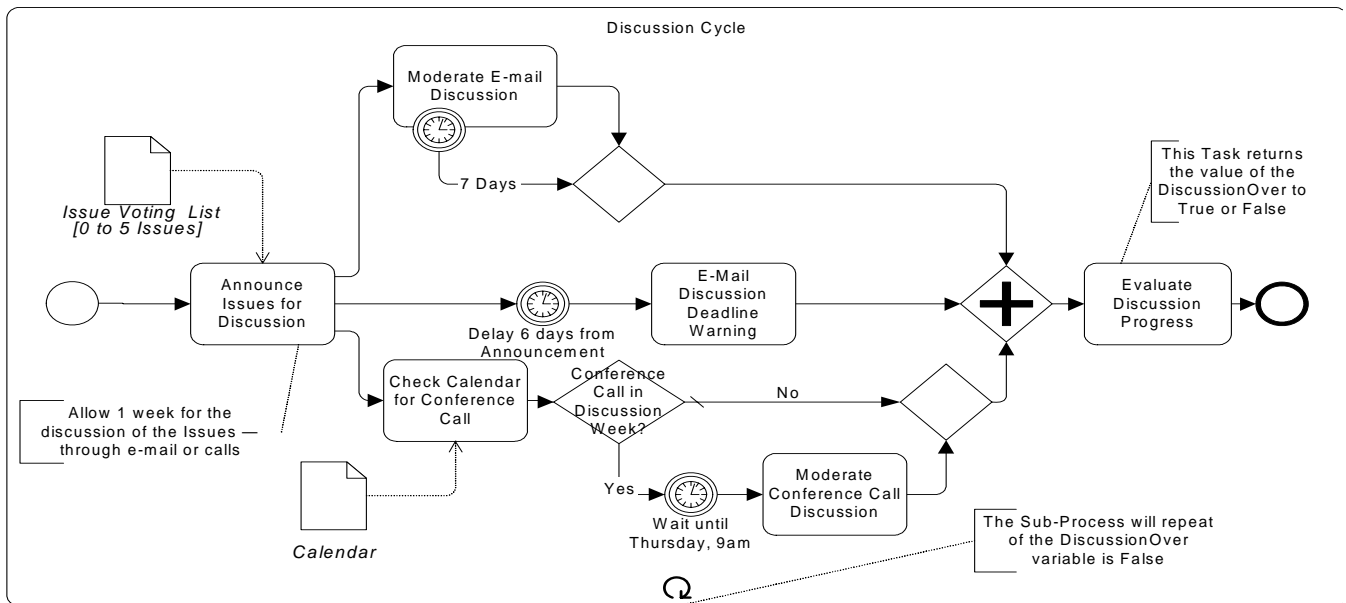 Discussion Cycle
Moderate E-mail
Discussion
7 Days
This Task returns
the value of the
DiscussionOver to
True or False
Issue Voting List
[0 to 5 Issues]
Announce
Issues for
Discussion
Delay 6 days from
Announcement
E-Mail
Discussion
Deadline
Warning
Evaluate
Discussion
Progress
Check Calendar
for Conference
Call
Conference
Call in
Discussion
Week?
No
Allow 1 week for the
discussion of the Issues —
through e-mail or calls
Yes
Calendar
Wait until
Thursday, 9am
Moderate
Conference Call
Discussion
The Sub-Process will repeat
of the DiscussionOver
variable is False